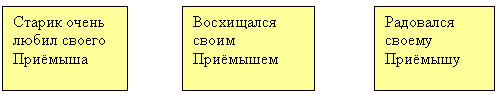 Старик очень
любил своего
Приёмыша
Восхищался
своим
Приёмышем
Радовался
своему
Приёмышу